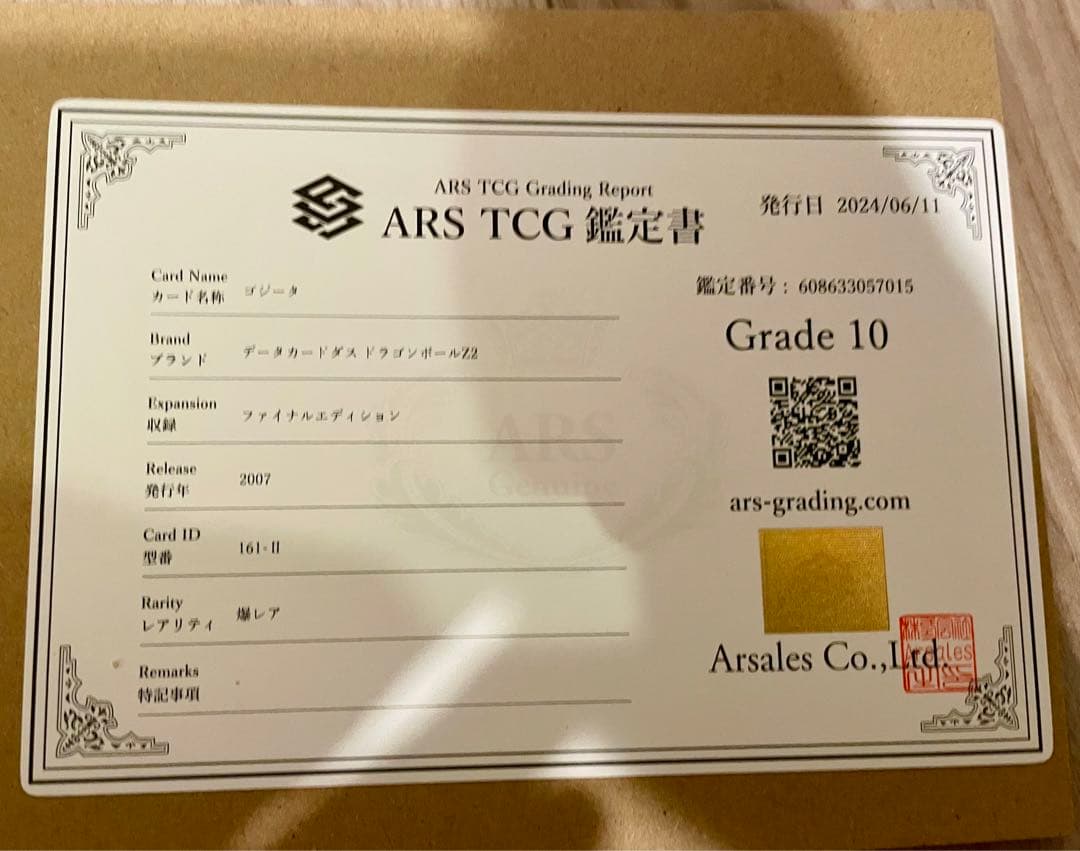 ARS TCG Grading Report
ARS TCG 鑑定書
発行日 2024/06/11
Card Name
カード名称 ゴジータ
鑑定番号：608633057015
Grade 10
Brand
ブランド データカードダス ドラゴンボールZ2
Expansion
収録 ファイナルエディション
Release
発行年 2007
ars-grading.com
Card ID
型番 161-II
Rarity
レアリティ 爆レア
Remarks
特記事項 -
Arsales Co.,Ltd.
ARS
Genuine
Arsales